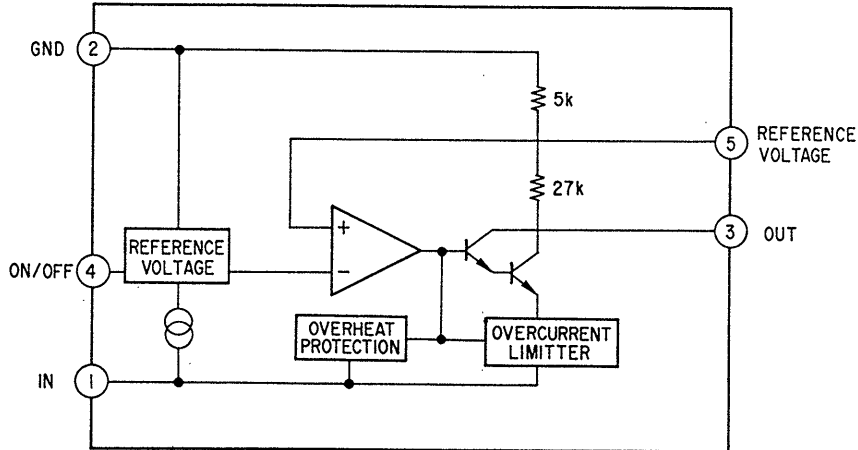 GND 2
5k
5 REFERENCE
VOLTAGE
27k
+
3 OUT
REFERENCE
VOLTAGE
ON/OFF 4
−
OVERHEAT
PROTECTION
OVERCURRENT
LIMITTER
IN 1